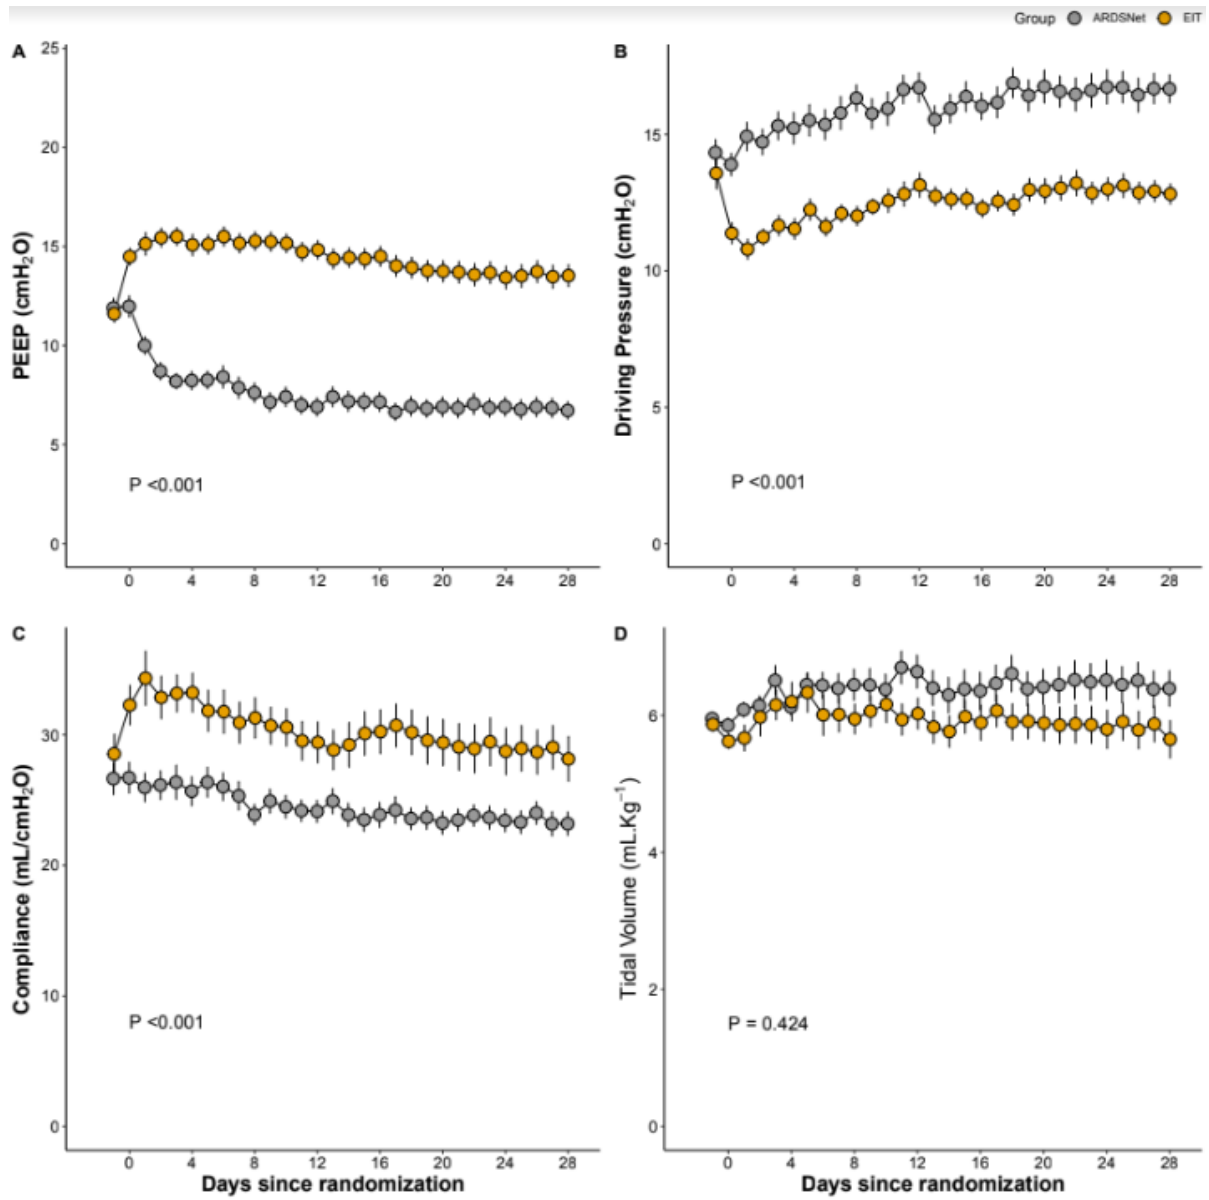 Group ARDSNet EIT
A
25
20
15
10
5
0
PEEP (cmH₂O)
P <0.001
0 4 8 12 16 20 24 28
B
15
10
5
0
Driving Pressure (cmH₂O)
P <0.001
0 4 8 12 16 20 24 28
C
30
20
10
0
Compliance (mL/cmH₂O)
P <0.001
0 4 8 12 16 20 24 28
Days since randomization
D
6
4
2
0
Tidal Volume (mL.Kg⁻¹)
P = 0.424
0 4 8 12 16 20 24 28
Days since randomization